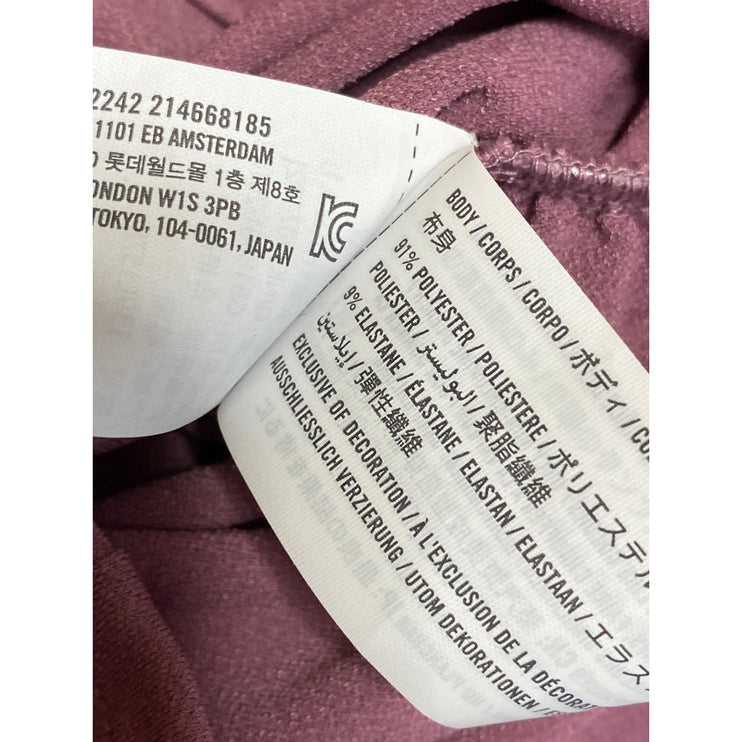 2242 214668185
1101 EB AMSTERDAM
롯데월드몰 1층 제8호
LONDON W1S 3PB
TOKYO, 104-0061, JAPAN
BODY / CORPS / CORPO / ボディ /
布身
91% POLYESTER / POLIESTERE / ポリエステル
POLIESTER / البوليستر / 聚脂纖維
9% ELASTANE / ÉLASTANE / ELASTAN / ELASTAAN / エラス
إيلاستين / 彈性纖維
EXCLUSIVE OF DECORATION / À L'EXCLUSION DE LA DÉCORAT
AUSSCHLIESSLICH VERZIERUNG / UTOM DEKORATIONEN /